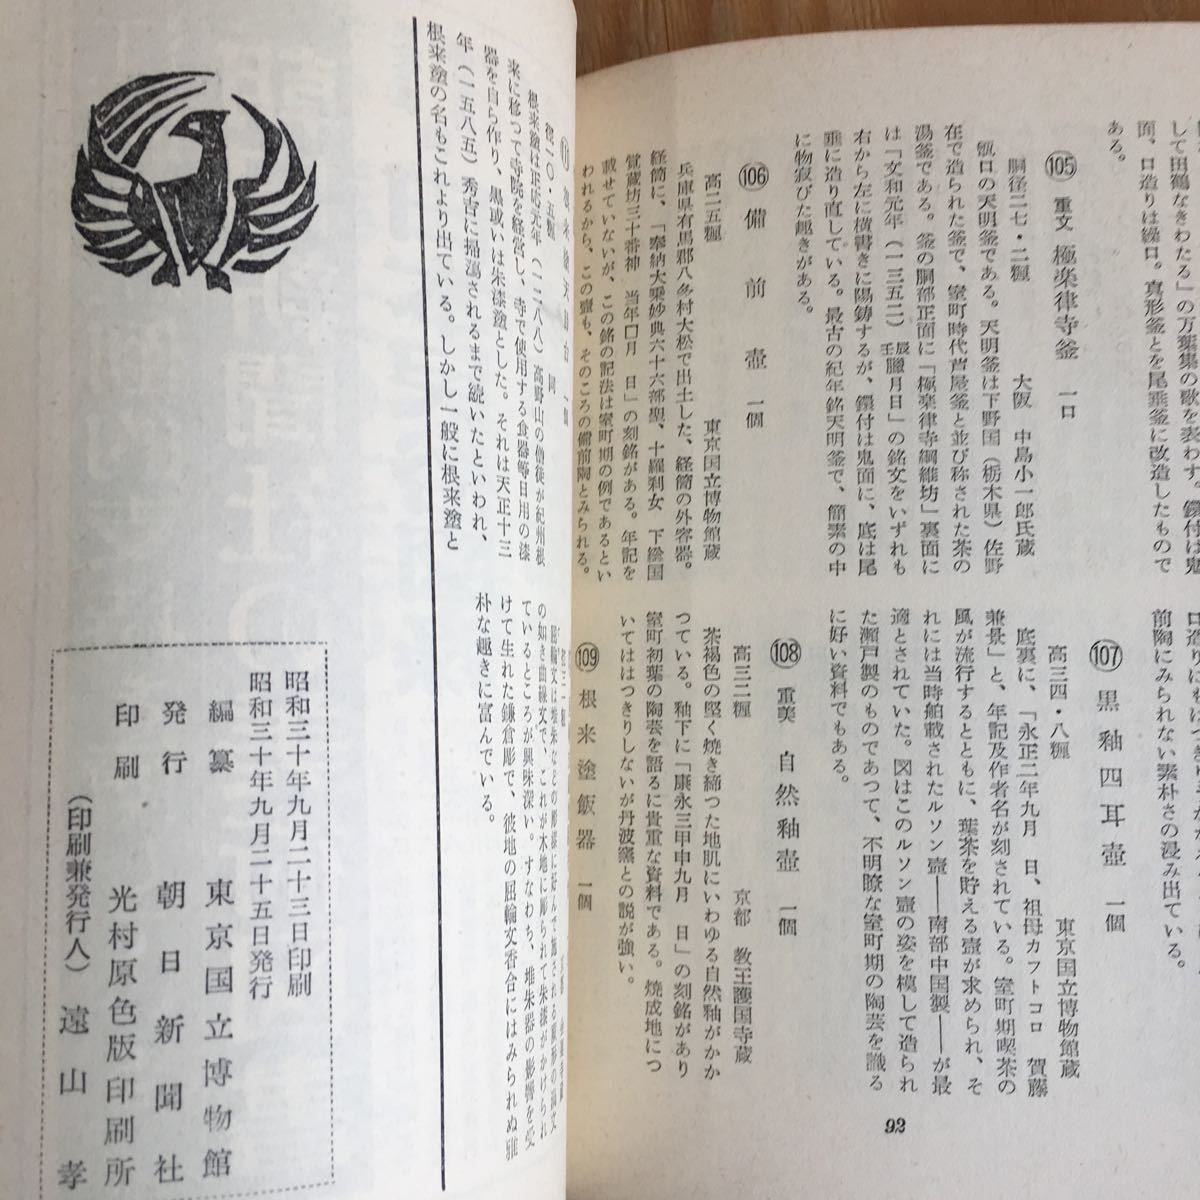 して田鶴なきわたる」の万葉集の歌を表わす。鐶付は鬼
面、口造りは繰口。真形釜とを尾垂釜に改造したもので
ある。
105 重文 極楽律寺釜 一口
胴径二七・二糎 大阪 中島小一郎氏蔵
甑口の天明釜である。天明釜は下野国(栃木県)佐野
在で造られた釜で、室町時代芦屋釜と並び称された茶の
湯釜である。釜の胴部正面に「極楽律寺綱維坊」裏面に
は「文和元年(一三五二)壬辰臘月日」の銘文をいずれも
右から左に横書きに陽鋳するが、鐶付は鬼面に、底は尾
垂に造り直している。最古の紀年銘天明釜で、簡素の中
に物寂びた趣きがある。
106 備前壺 一個
高二五糎 東京国立博物館蔵
兵庫県有馬郡八多村大松で出土した、経筒の外容器。
経筒に、「奉納大乗妙典六十六部聖、十羅刹女 下総国
賞蔵坊三十番神 当年□月 日」の刻銘がある。年記を
載せていないが、この銘の記法は室町期の例であるとい
われるから、この壺も、そのころの備前陶とみられる。
前陶にみられない素朴さの浸み出ている。
107 黒釉四耳壺 一個
高三四・八糎 東京国立博物館蔵
底裏に、「永正二年九月 日、祖母カフトコロ 賀藤
兼景」と、年記及作者名が刻されている。室町期喫茶の
風が流行するとともに、葉茶を貯える壺が求められ、そ
れには当時舶載されたルソン壺――南部中国製――が最
適とされていた。図はこのルソン壺の姿を模して造られ
た瀬戸製のものであつて、不明瞭な室町期の陶芸を識る
に好い資料でもある。
108 重美 自然釉壺 一個
高三二糎 京都 教王護国寺蔵
茶褐色の堅く焼き締つた地肌にいわゆる自然釉がかか
つている。釉下に「康永三甲申九月 日」の刻銘があり
室町初葉の陶芸を語るに貴重な資料である。焼成地につ
いてははつきりしないが丹波窯との説が強い。
109 根来塗飯器 一個
92
根来塗は正応元年(一二八八)高野山の僧徒が紀州根
来に移つて寺院を経営し、寺で使用する食器等日用の漆
器を自ら作り、黒或いは朱漆塗とした。それは天正十三
年(一五八五)秀吉に掃蕩されるまで続いたといわれ、
根来塗の名もこれより出ている。しかし一般に根来塗と
の如き曲線文で、これが木地に彫られて朱漆がかけられ
ているところが興味深い。すなわち、堆朱器の影響を受
けて生れた鎌倉彫で、彼地の屈輪文香合にはみられぬ雅
朴な趣きに富んでいる。
昭和三十年九月二十三日印刷
昭和三十年九月二十五日発行
編纂 東京国立博物館
発行 朝日新聞社
印刷 光村原色版印刷所
(印刷兼発行人) 遠山孝